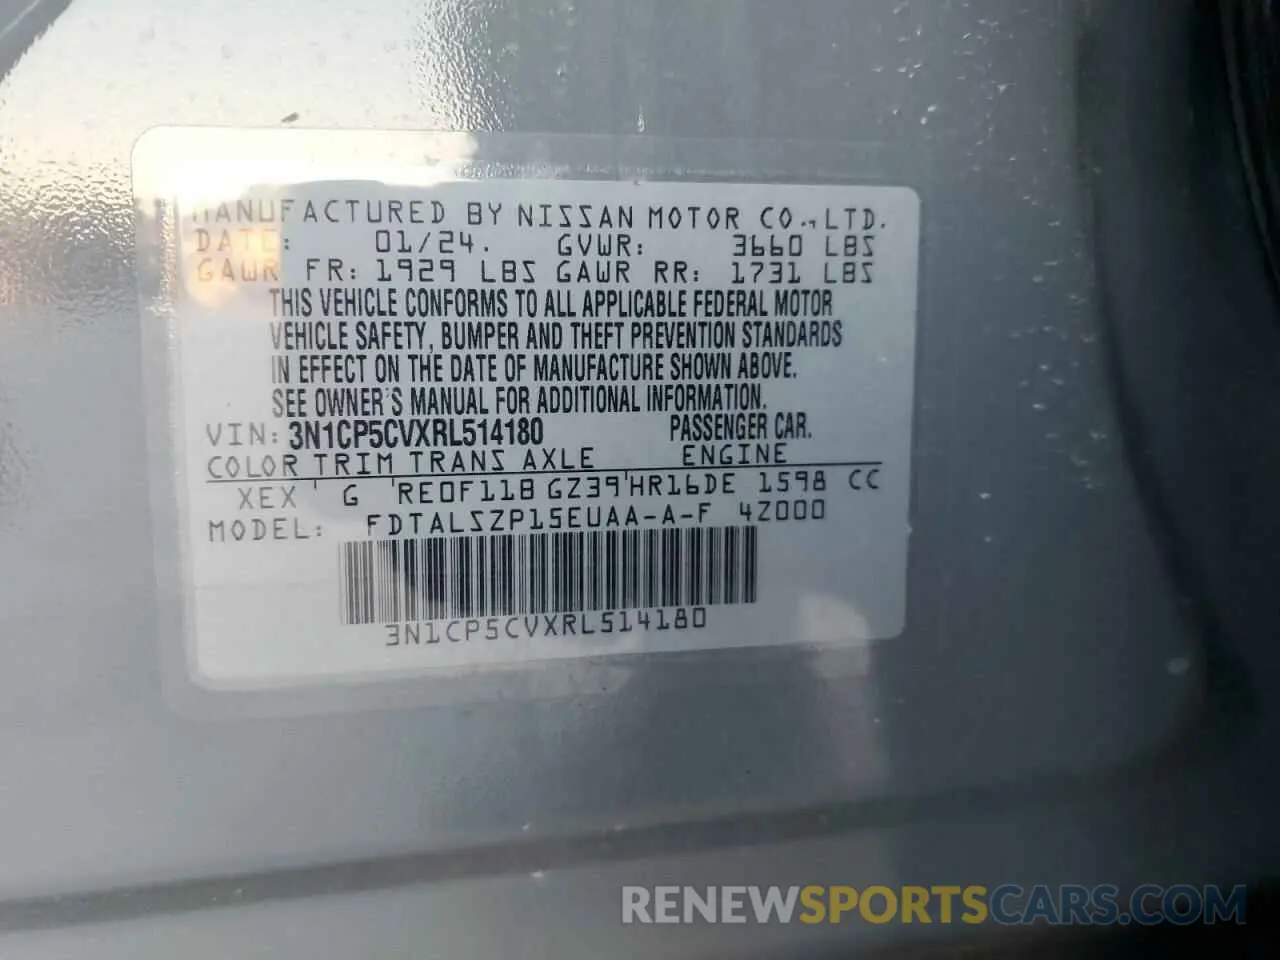 MANUFACTURED BY NISSAN MOTOR CO., LTD.
DATE: 01/24. GVWR: 3660 LBS
GAWR FR: 1929 LBS GAWR RR: 1731 LBS
THIS VEHICLE CONFORMS TO ALL APPLICABLE FEDERAL MOTOR
VEHICLE SAFETY, BUMPER AND THEFT PREVENTION STANDARDS
IN EFFECT ON THE DATE OF MANUFACTURE SHOWN ABOVE.
SEE OWNER'S MANUAL FOR ADDITIONAL INFORMATION.
VIN: 3N1CP5CVXRL514180 PASSENGER CAR.
COLOR TRIM TRANS AXLE ENGINE
XEX G RE0F11B GZ39 HR16DE 1598 CC
MODEL: FDTALSZP15EUAA-A-F 4Z000
3N1CP5CVXRL514180
RENEWSPORTSCARS.COM